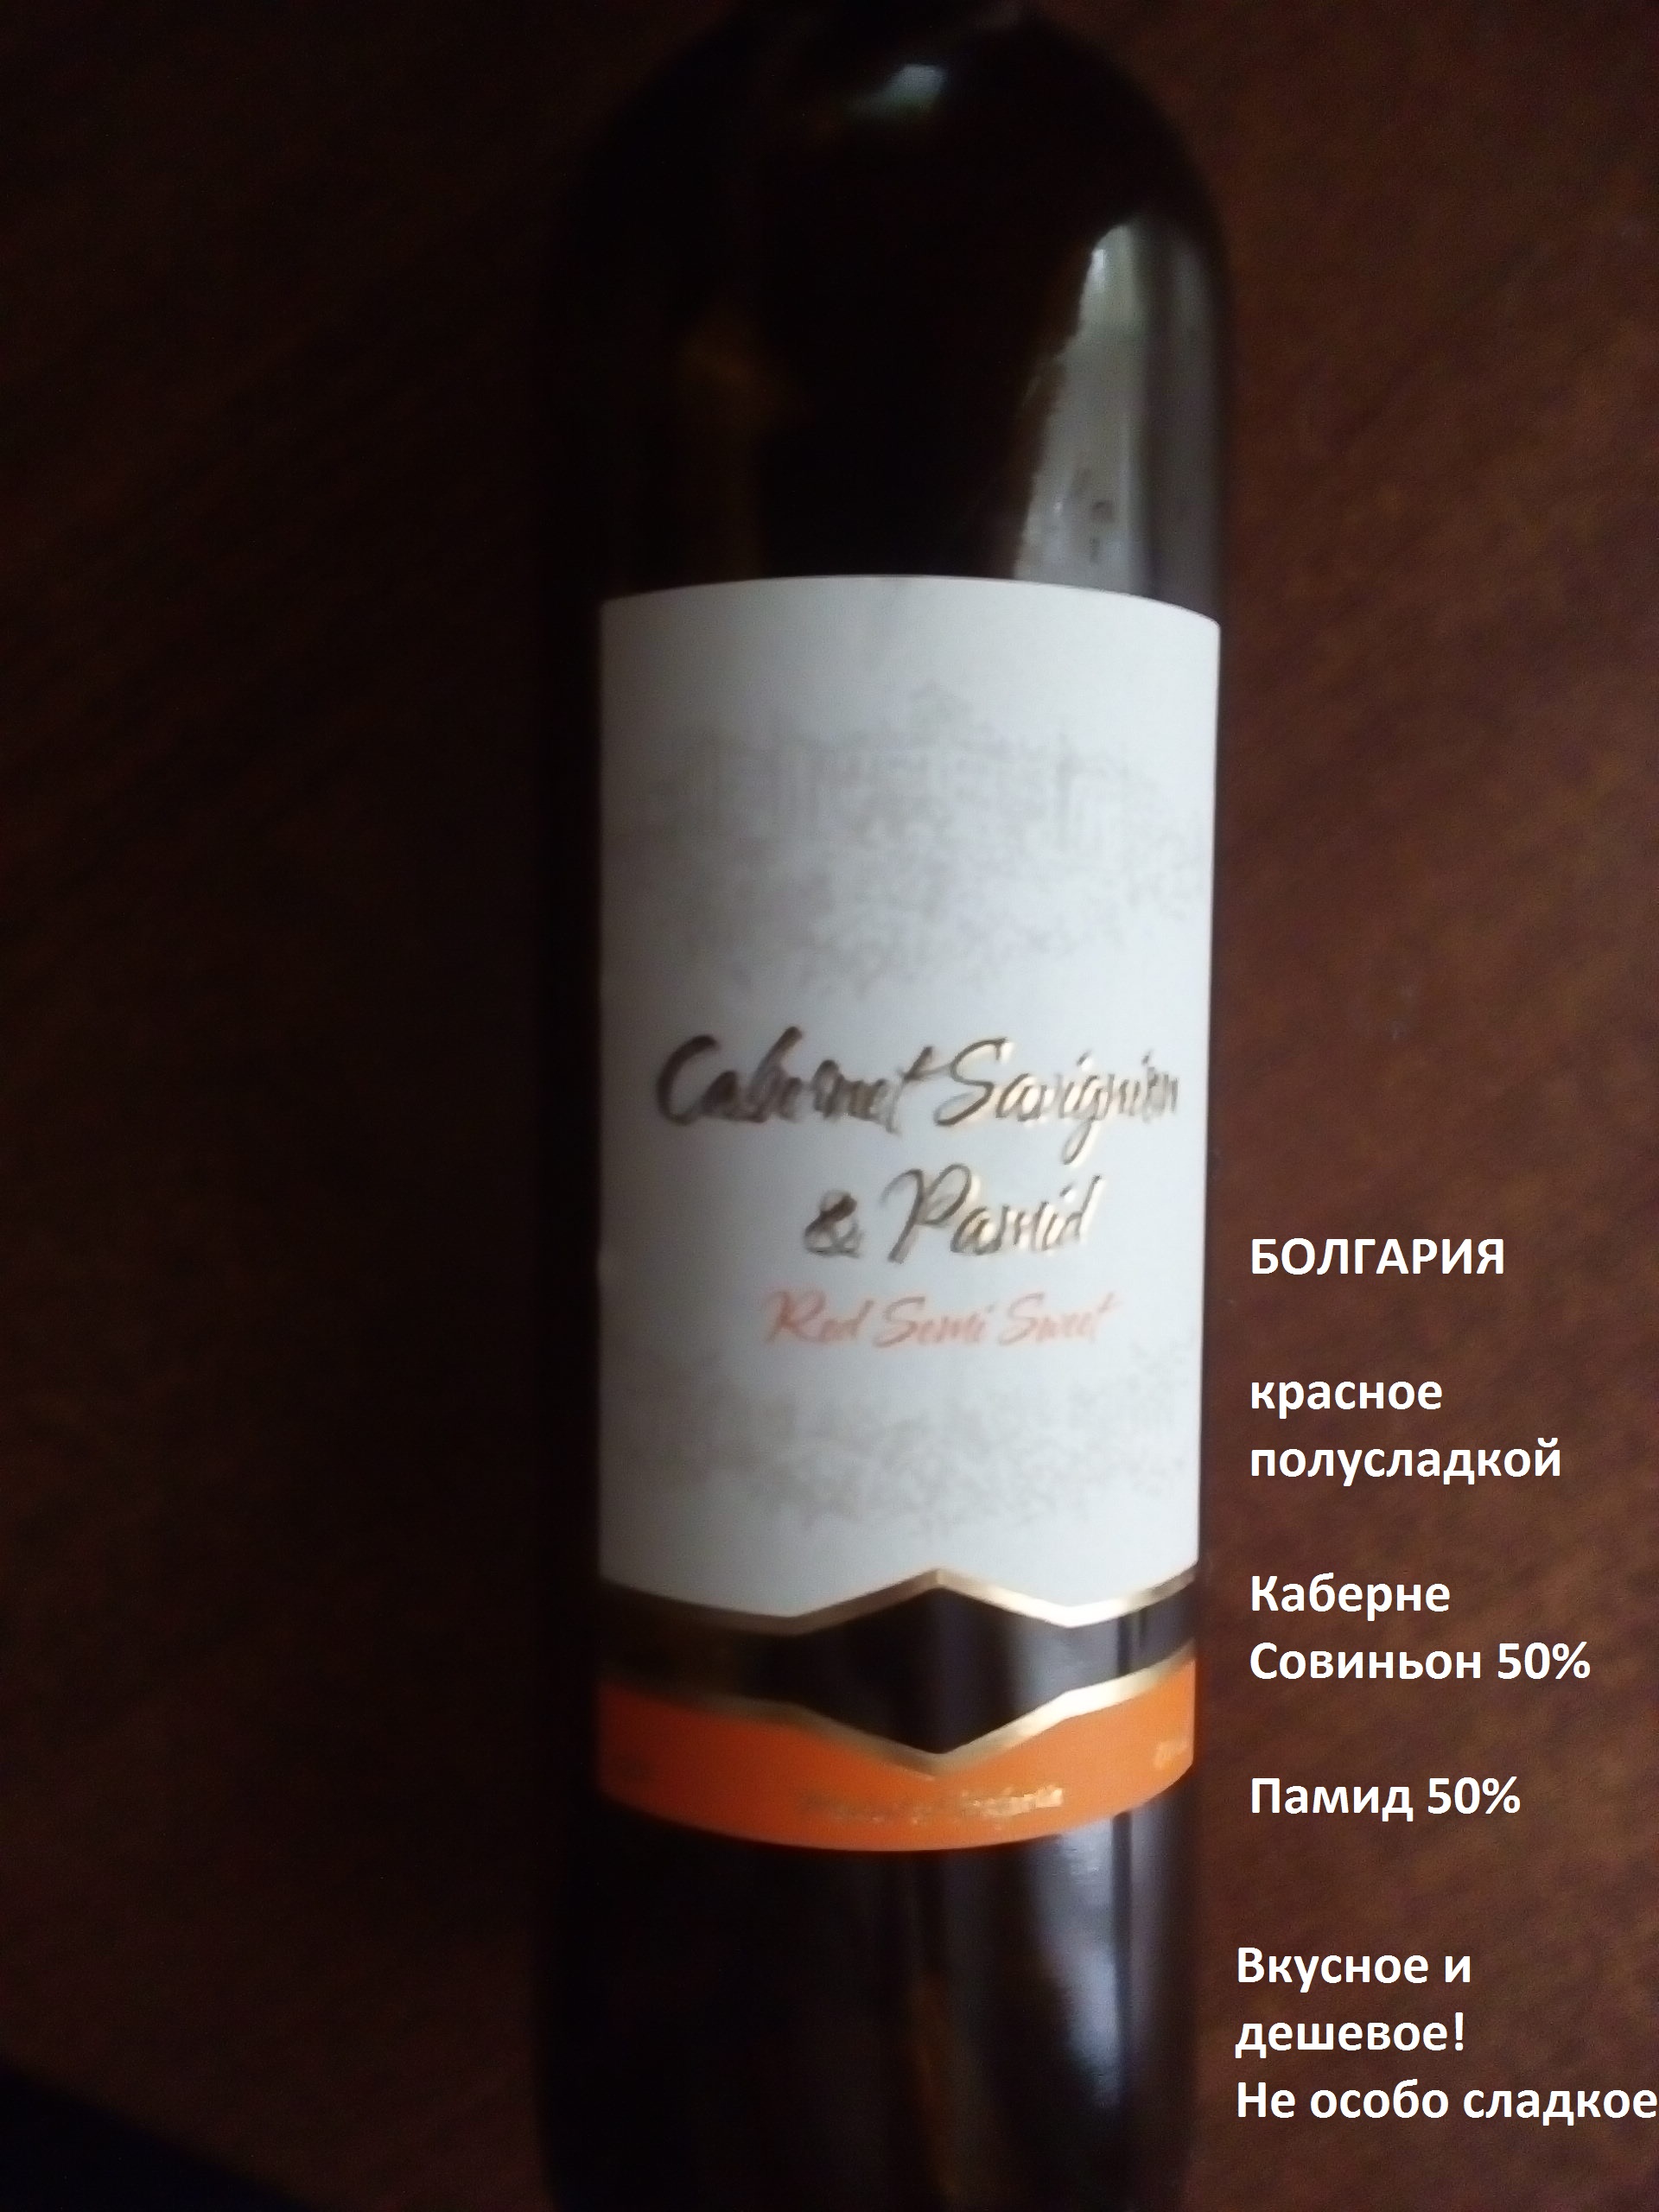 Cabernet Sauvignon
& Pamid
Red Semi Sweet
БОЛГАРИЯ
красное
полусладкой
Каберне
Совиньон 50%
Памид 50%
Вкусное и
дешевое!
Не особо сладкое